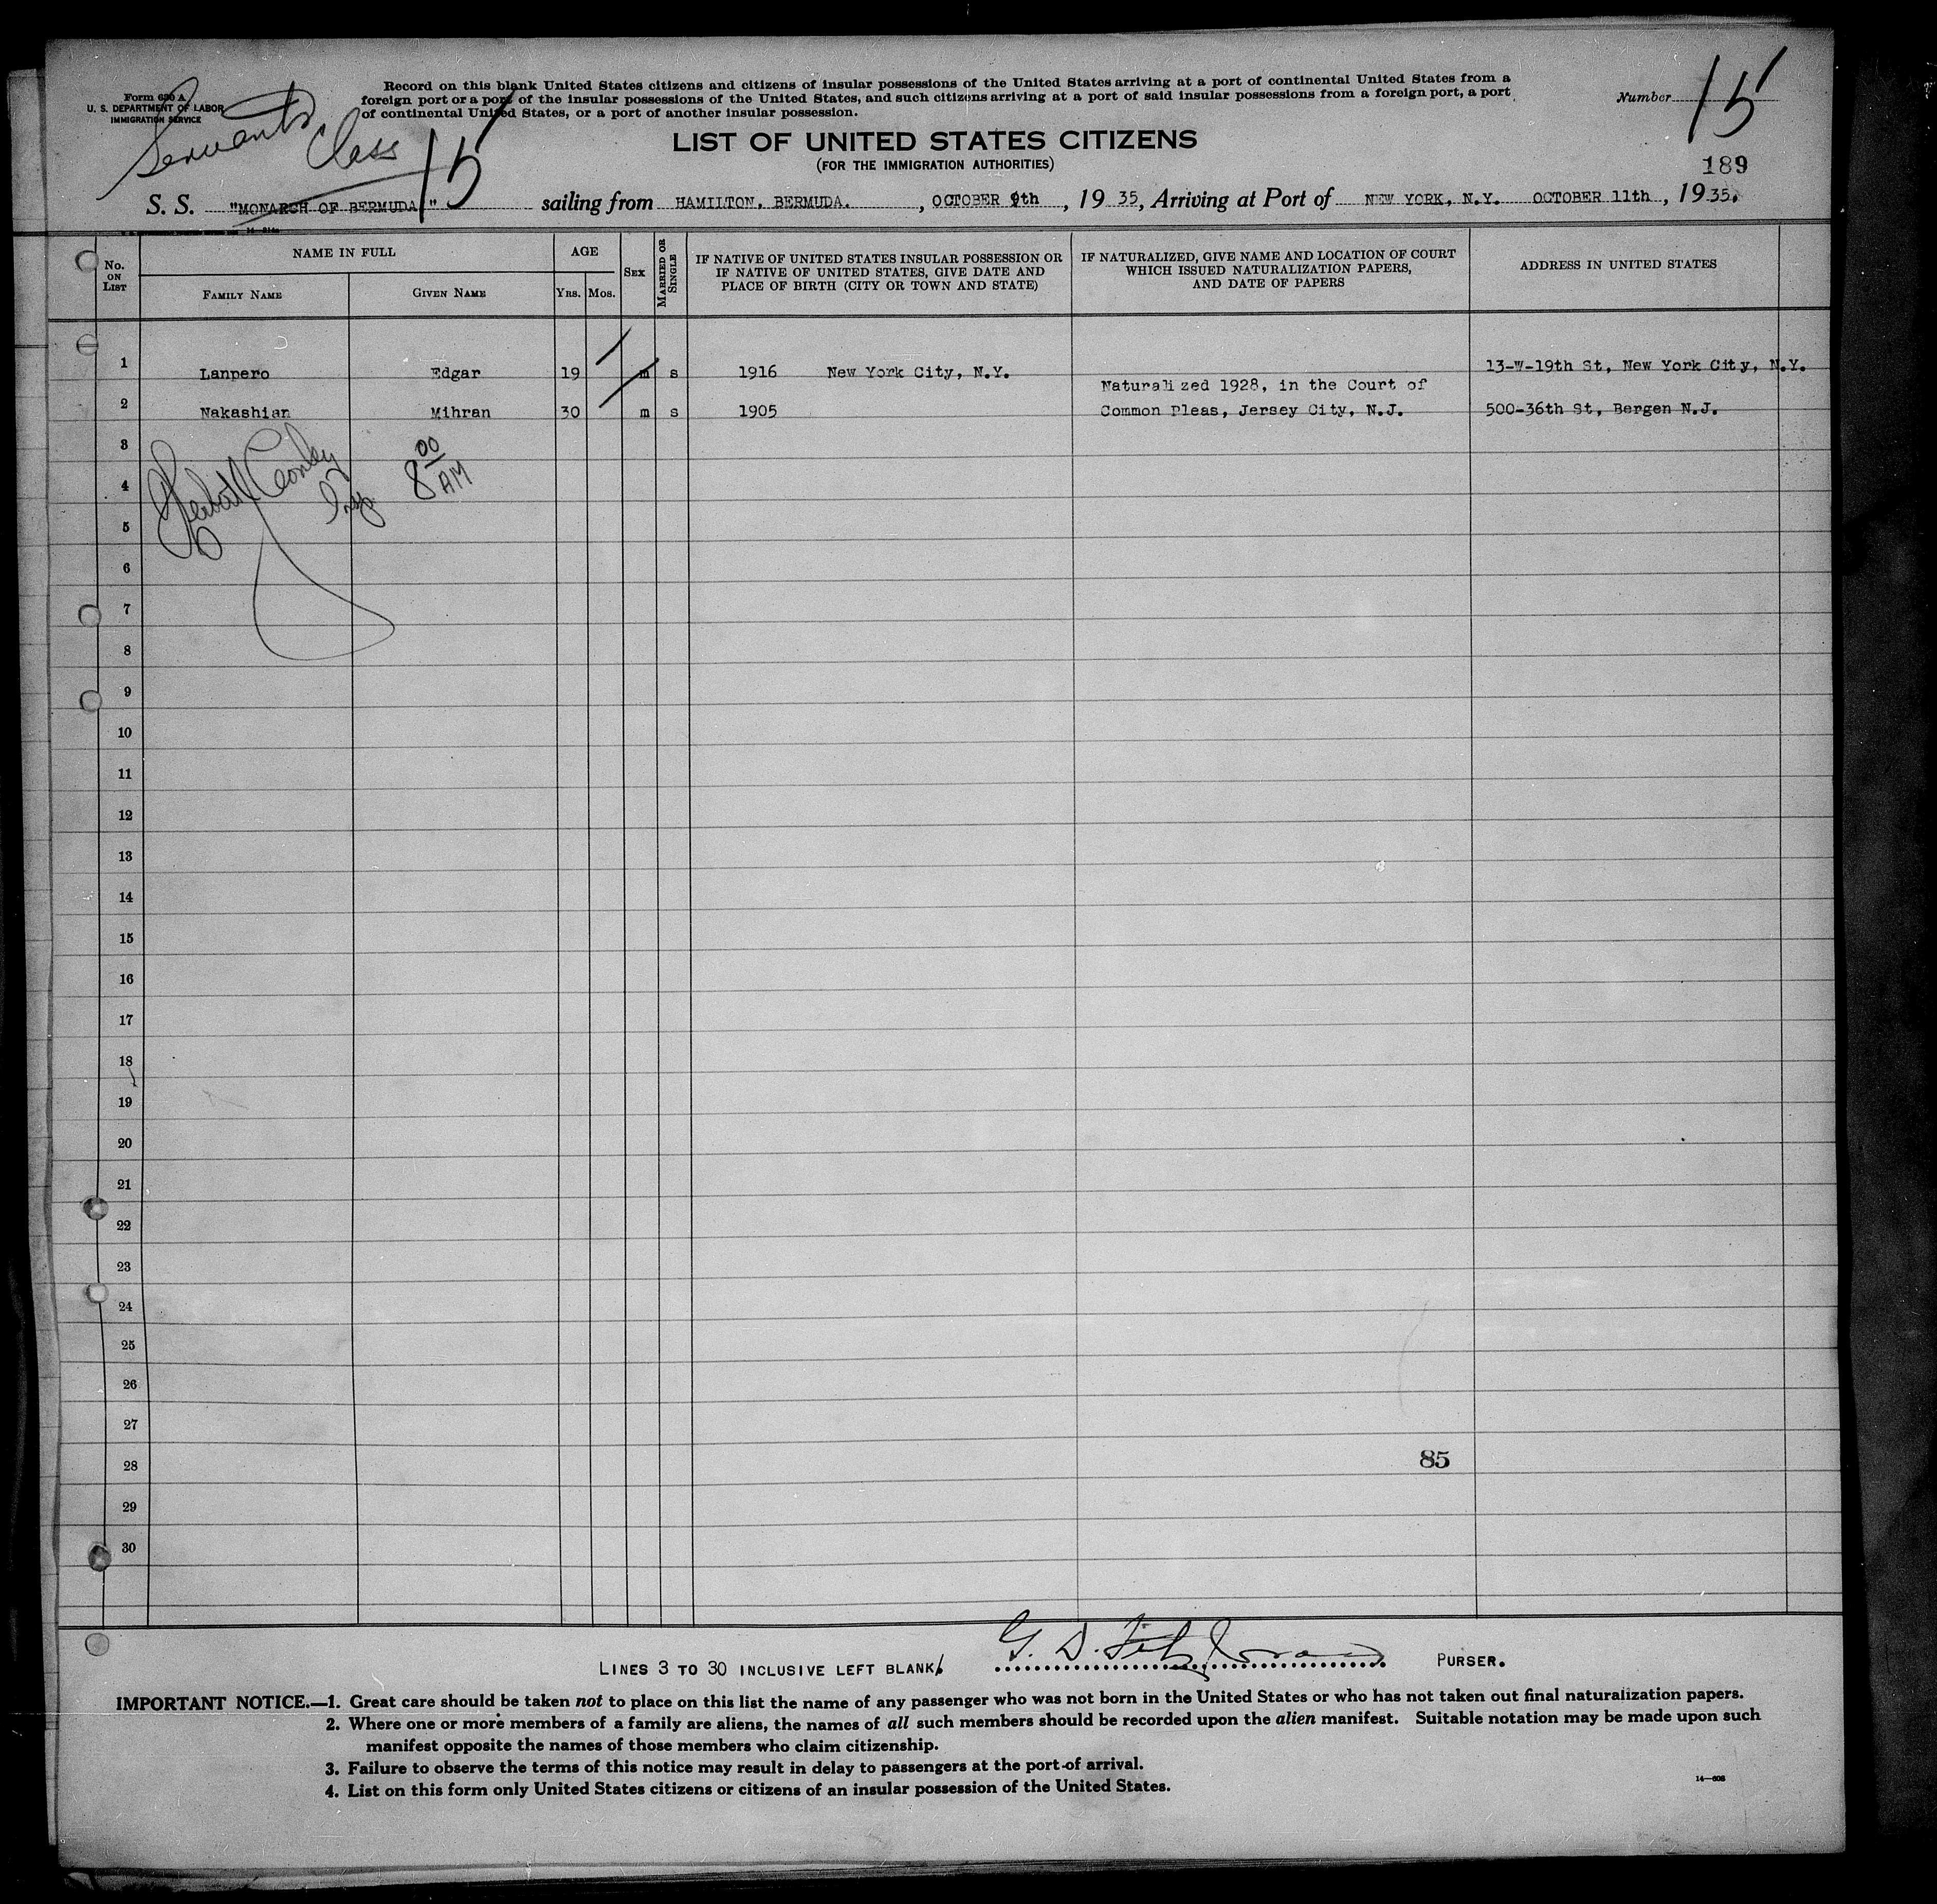 Form 630 A
U. S. DEPARTMENT OF LABOR
IMMIGRATION SERVICE
Servants
Class
15
Record on this blank United States citizens and citizens of insular possessions of the United States arriving at a port of continental United States from a
foreign port or a port of the insular possessions of the United States, and such citizens arriving at a port of said insular possessions from a foreign port, a port
of continental United States, or a port of another insular possession.
Number 15
LIST OF UNITED STATES CITIZENS
(FOR THE IMMIGRATION AUTHORITIES)
189
S. S. "MONARCH OF BERMUDA" sailing from HAMILTON, BERMUDA. , OCTOBER 9th , 19 35, Arriving at Port of NEW YORK, N.Y. OCTOBER 11th , 19 35.
No. ON LIST
NAME IN FULL
FAMILY NAME GIVEN NAME
AGE
YRS. MOS.
SEX
MARRIED OR SINGLE
IF NATIVE OF UNITED STATES INSULAR POSSESSION OR
IF NATIVE OF UNITED STATES, GIVE DATE AND
PLACE OF BIRTH (CITY OR TOWN AND STATE)
IF NATURALIZED, GIVE NAME AND LOCATION OF COURT
WHICH ISSUED NATURALIZATION PAPERS,
AND DATE OF PAPERS
ADDRESS IN UNITED STATES
1 Lanpero Edgar 19 m s 1916 New York City, N.Y. 13-W-19th St, New York City, N.Y.
Naturalized 1928, in the Court of
2 Nakashian Mihran 30 m s 1905 Common Pleas, Jersey City, N.J. 500-36th St, Bergen N.J.
3
8 00 AM
4
5
6
7
8
9
10
11
12
13
14
15
16
17
18
19
20
21
22
23
24
25
26
27
28 85
29
30
LINES 3 TO 30 INCLUSIVE LEFT BLANK. G. D. PURSER.
IMPORTANT NOTICE.—1. Great care should be taken not to place on this list the name of any passenger who was not born in the United States or who has not taken out final naturalization papers.
2. Where one or more members of a family are aliens, the names of all such members should be recorded upon the alien manifest. Suitable notation may be made upon such
manifest opposite the names of those members who claim citizenship.
3. Failure to observe the terms of this notice may result in delay to passengers at the port of arrival.
4. List on this form only United States citizens or citizens of an insular possession of the United States.
14—608